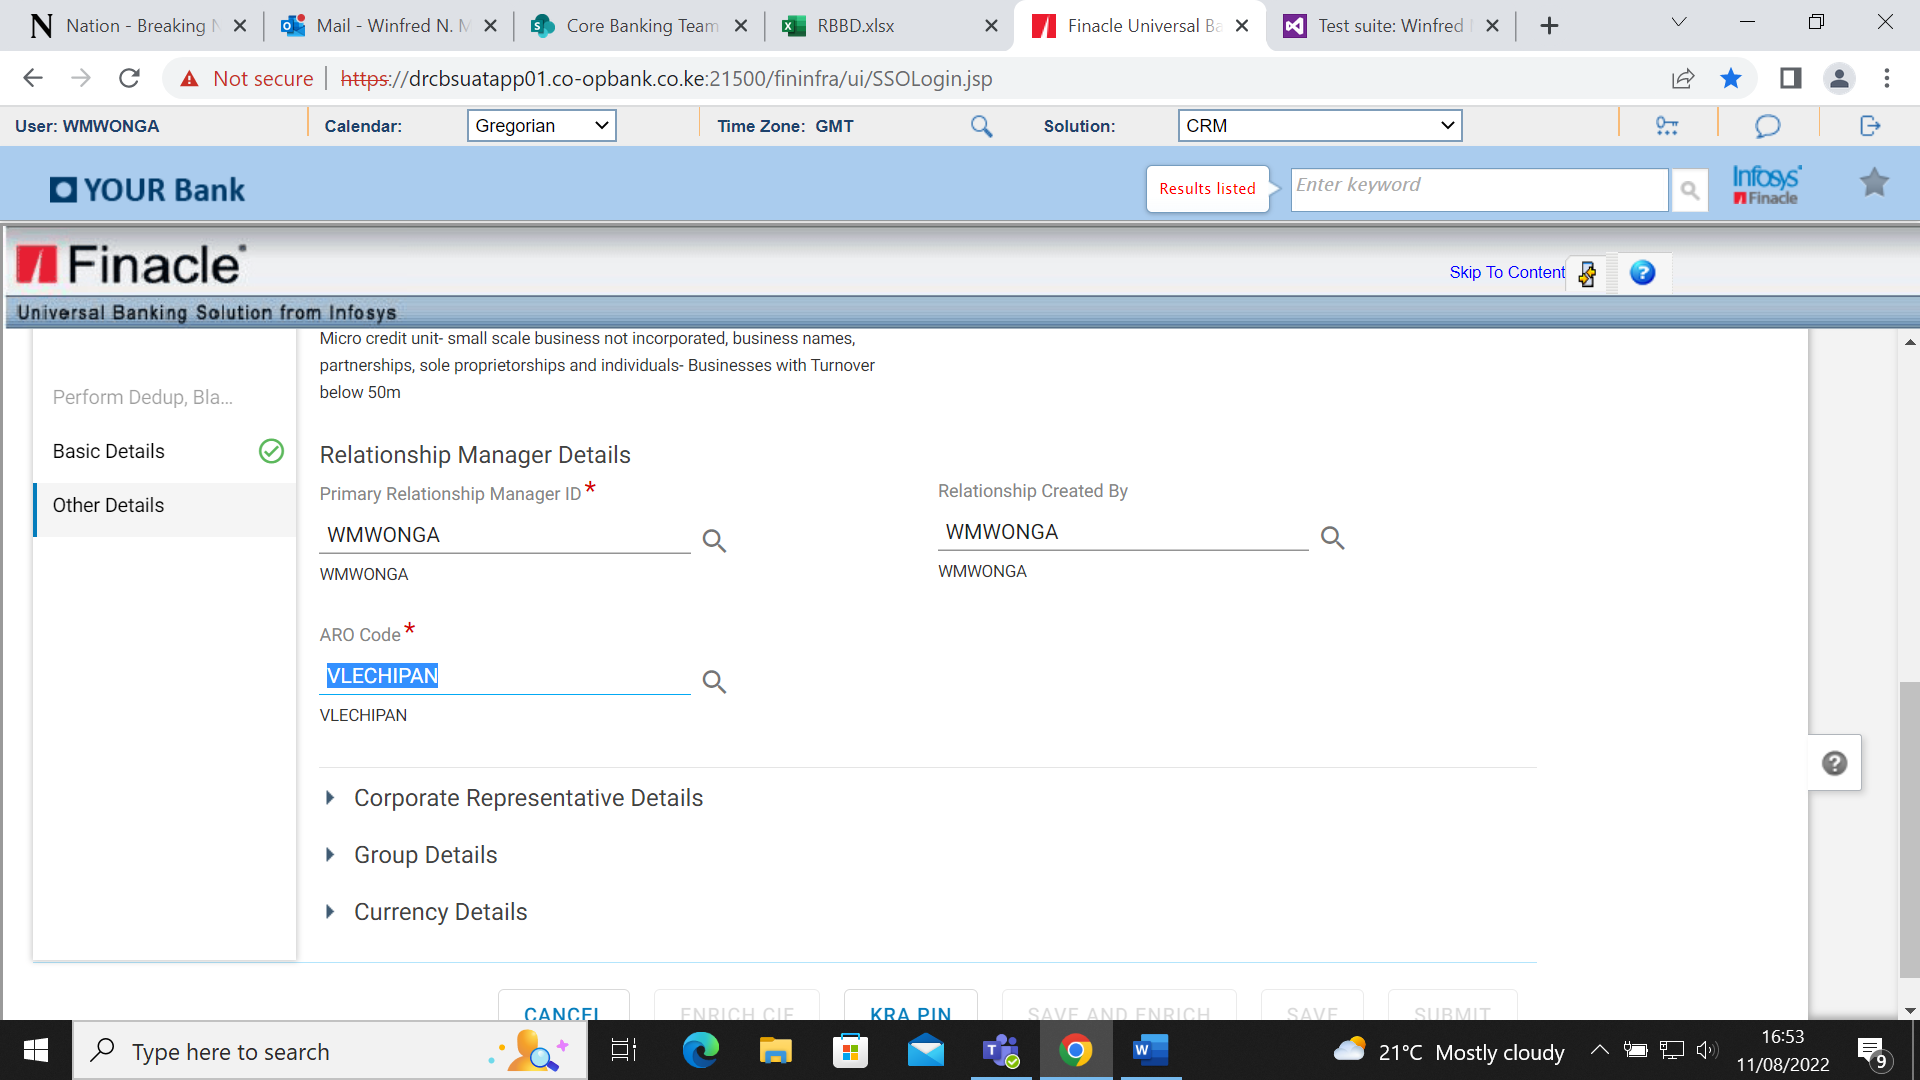 Nation - Breaking N
Mail - Winfred N. M
Core Banking Team
RBBD.xlsx
Finacle Universal Ba
Test suite: Winfred
Not secure
https://drcbsuatapp01.co-opbank.co.ke:21500/fininfra/ui/SSOLogin.jsp
User: WMWONGA
Calendar:
Gregorian
Time Zone: GMT
Solution:
CRM
YOUR Bank
Results listed
Enter keyword
Infosys
Finacle
Finacle
Skip To Content
Universal Banking Solution from Infosys
Micro credit unit- small scale business not incorporated, business names,
partnerships, sole proprietorships and individuals- Businesses with Turnover
below 50m
Perform Dedup, Bla...
Basic Details
Other Details
Relationship Manager Details
Primary Relationship Manager ID*
WMWONGA
WMWONGA
Relationship Created By
WMWONGA
WMWONGA
ARO Code*
VLECHIPAN
VLECHIPAN
Corporate Representative Details
Group Details
Currency Details
CANCEL
ENRICH CIF
KRA PIN
SAVE AND ENRICH
SAVE
SUBMIT
Type here to search
21°C Mostly cloudy
16:53
11/08/2022
9